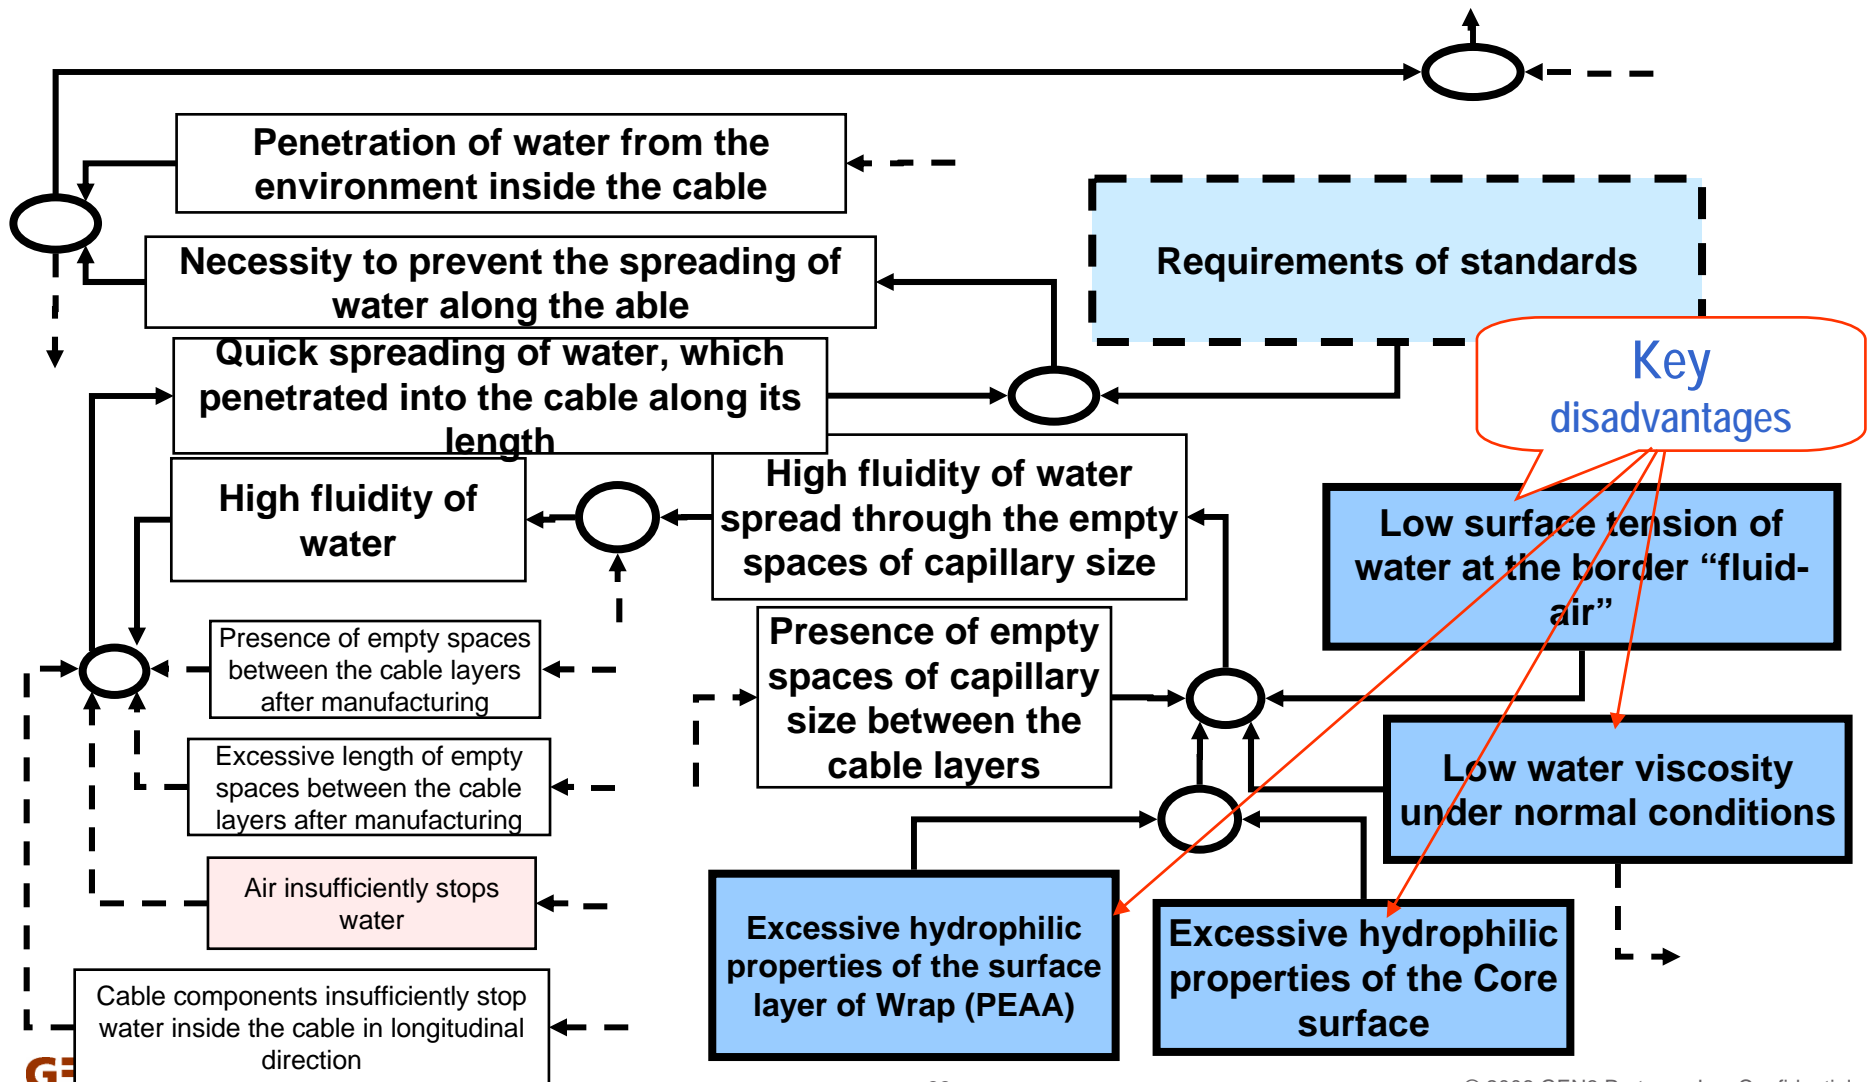 Penetration of water from the
environment inside the cable
Necessity to prevent the spreading of
water along the able
Requirements of standards
Quick spreading of water, which
penetrated into the cable along its
length
Key
disadvantages
High fluidity of
water
High fluidity of water
spread through the empty
spaces of capillary size
Low surface tension of
water at the border “fluid-
air”
Presence of empty spaces
between the cable layers
after manufacturing
Presence of empty
spaces of capillary
size between the
cable layers
Excessive length of empty
spaces between the cable
layers after manufacturing
Low water viscosity
under normal conditions
Air insufficiently stops
water
Excessive hydrophilic
properties of the surface
layer of Wrap (PEAA)
Excessive hydrophilic
properties of the Core
surface
Cable components insufficiently stop
water inside the cable in longitudinal
direction